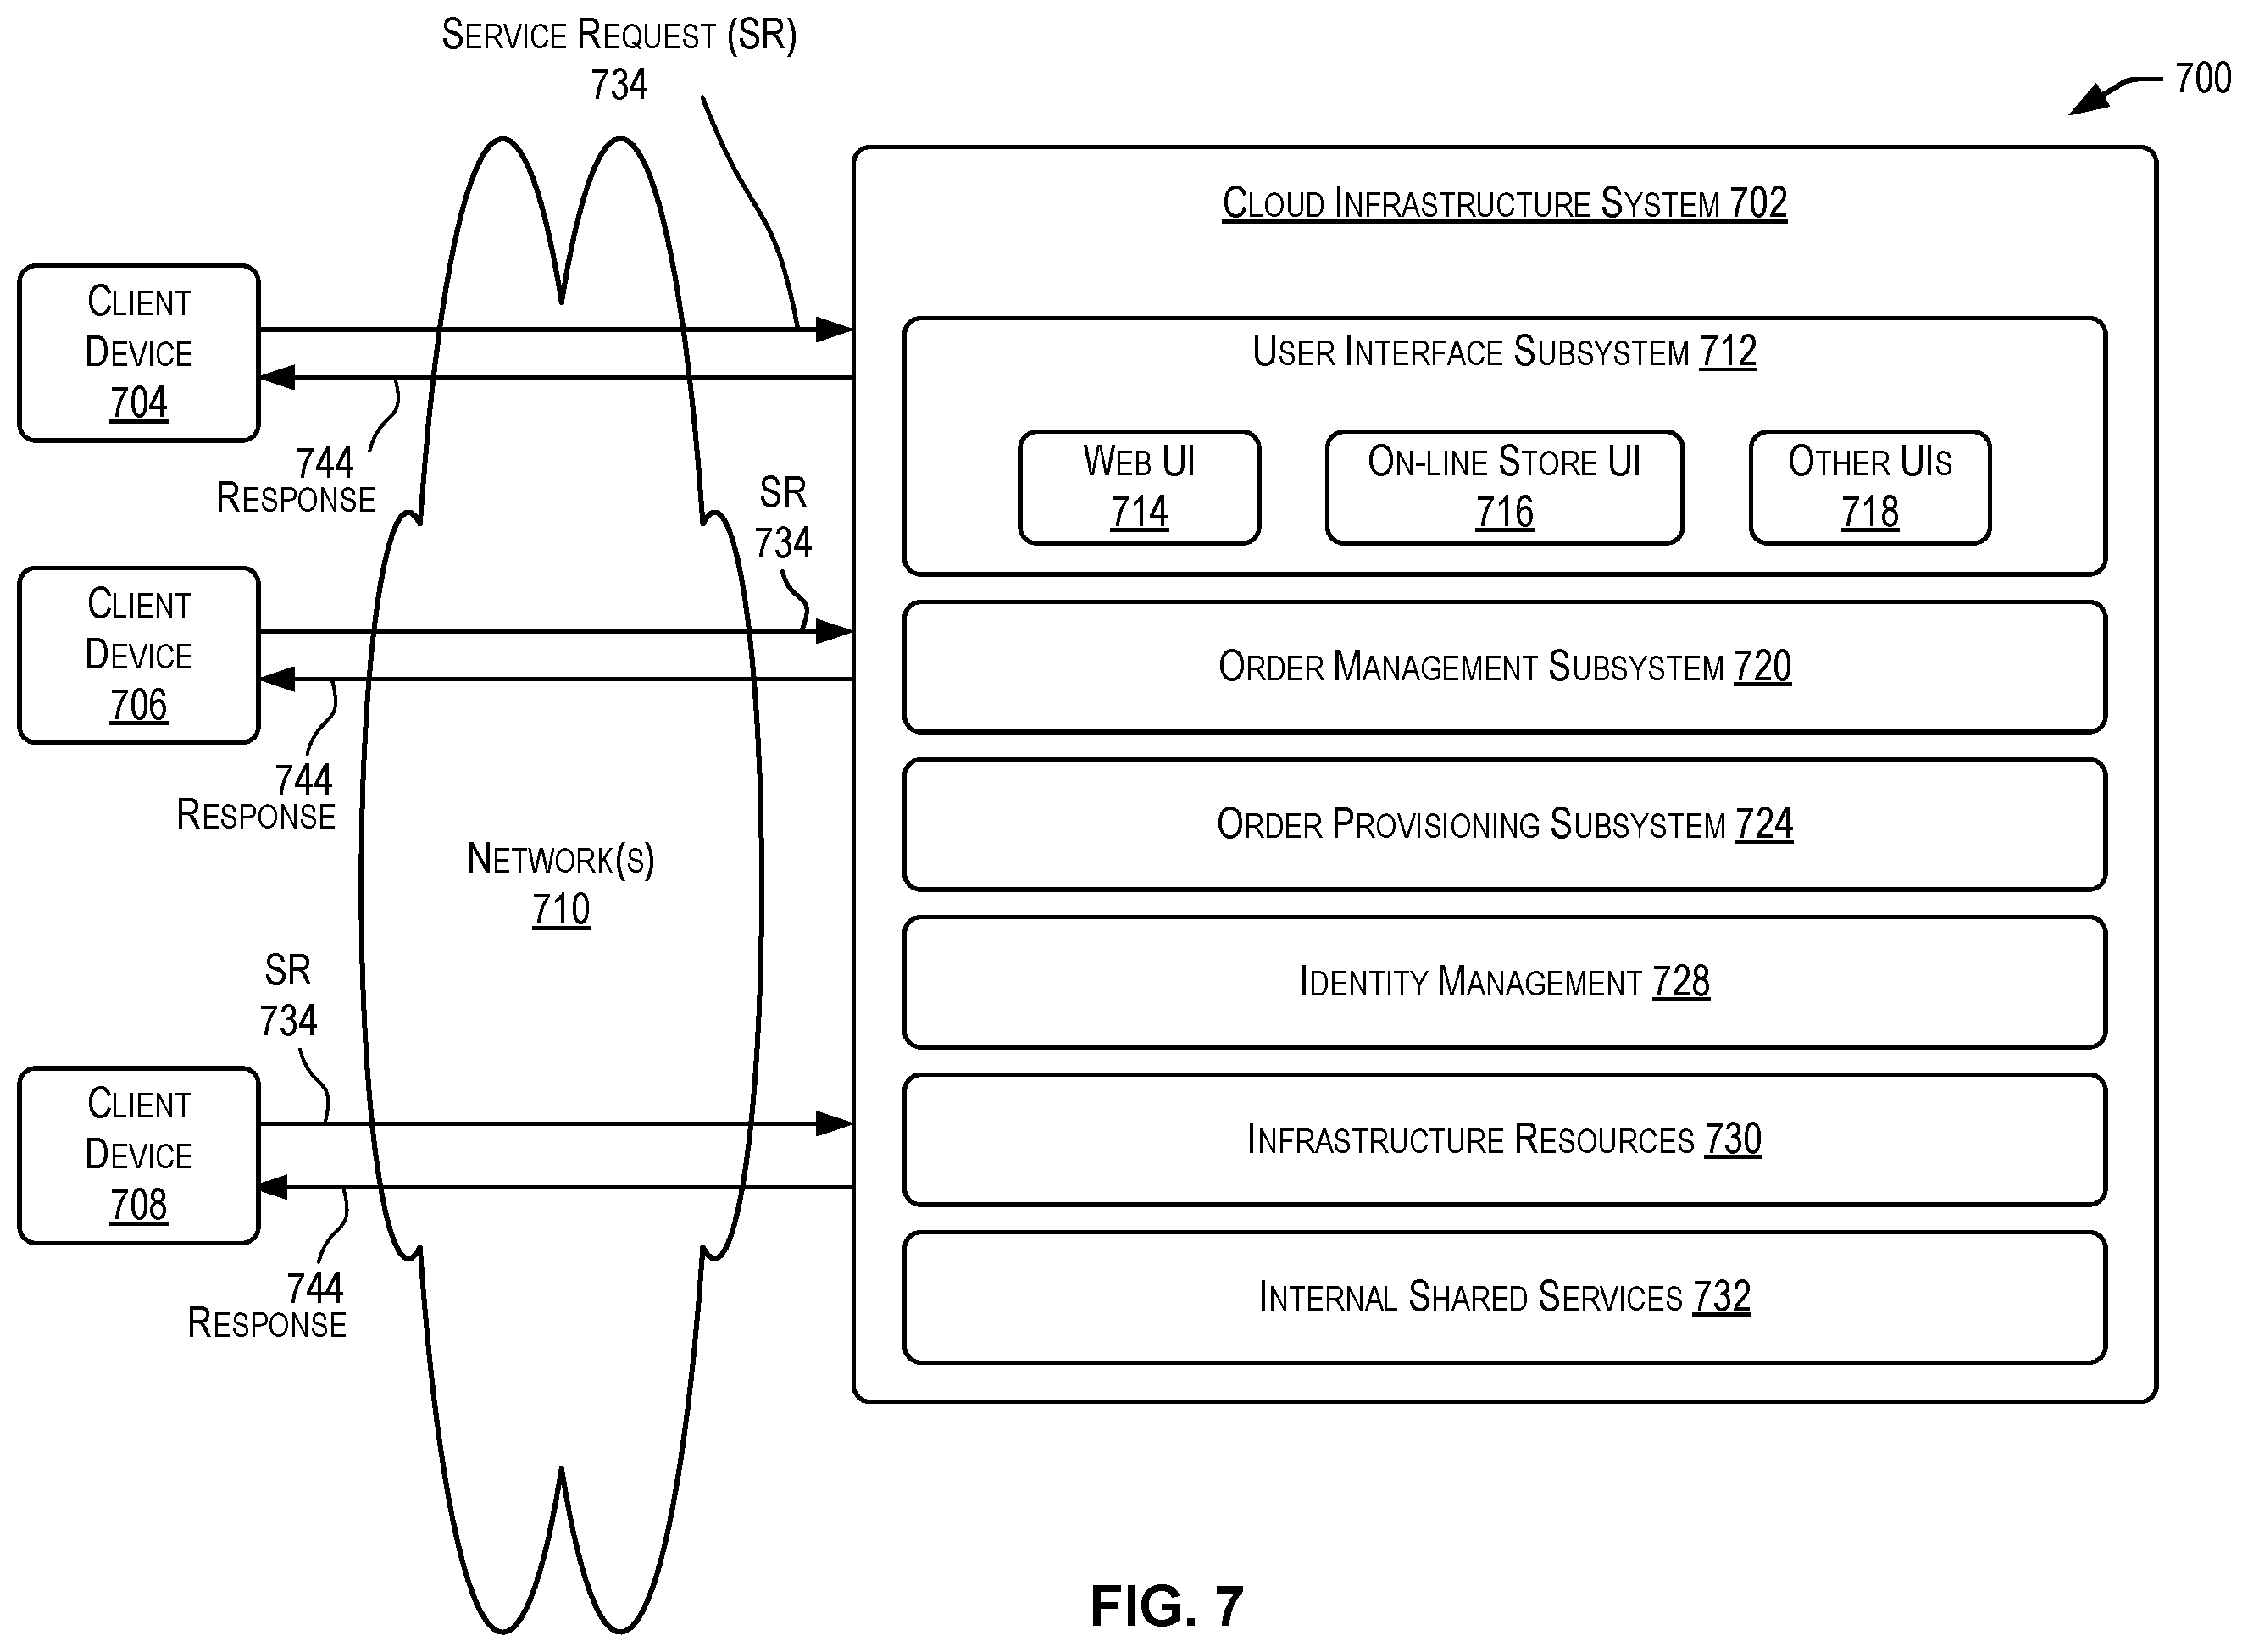 Service Request (SR)
734
700
Cloud Infrastructure System 702
Client
Device
704
744
Response
User Interface Subsystem 712
Web UI
714
On-line Store UI
716
Other UIs
718
SR
734
Client
Device
706
744
Response
Order Management Subsystem 720
Order Provisioning Subsystem 724
Network(s)
710
Identity Management 728
SR
734
Client
Device
708
744
Response
Infrastructure Resources 730
Internal Shared Services 732
FIG. 7